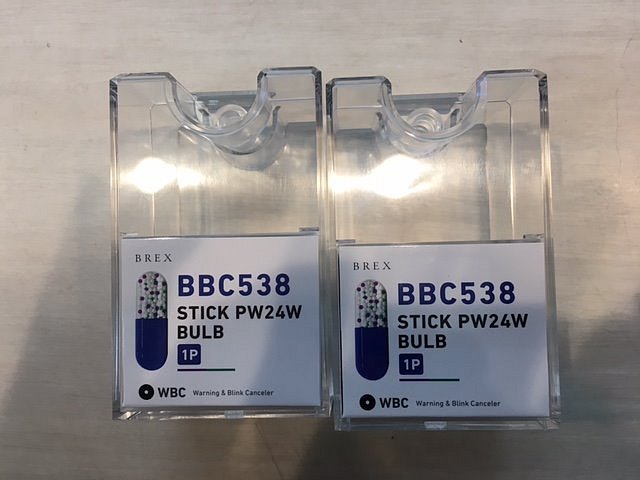 BREX
BBC538
STICK PW24W
BULB
1P
WBC Warning & Blink Canceler
BREX
BBC538
STICK PW24W
BULB
1P
WBC Warning & Blink Canceler